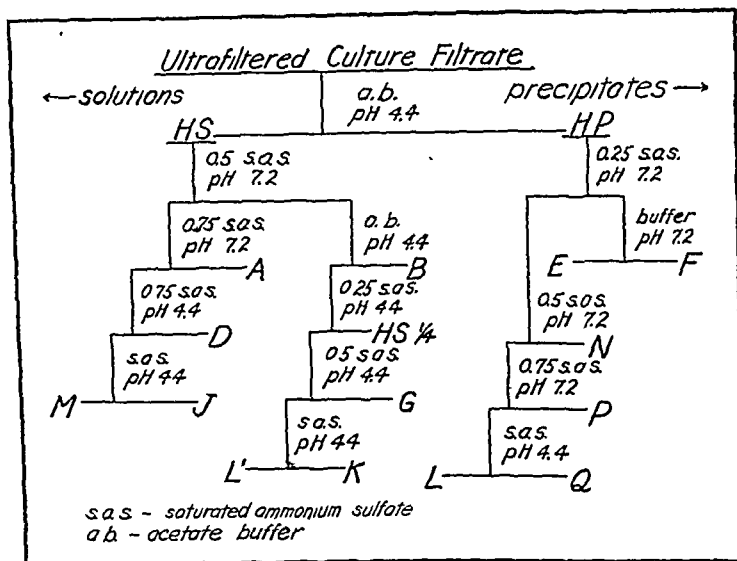 Ultrafiltered Culture Filtrate
←solutions
precipitates→
a.b.
pH 4.4
HS
HP
0.5 s.a.s.
pH 7.2
0.25 s.a.s.
pH 7.2
0.75 s.a.s.
pH 7.2
a.b.
pH 4.4
buffer
pH 7.2
A
B
E
F
0.75 s.a.s.
pH 4.4
0.25 s.a.s.
pH 4.4
0.5 s.a.s.
pH 7.2
D
HS 1/4
N
s.a.s.
pH 4.4
0.5 s.a.s.
pH 4.4
0.75 s.a.s.
pH 7.2
M
J
G
P
s.a.s.
pH 4.4
s.a.s.
pH 4.4
L'
K
L
Q
s.a.s. - saturated ammonium sulfate
a.b. - acetate buffer